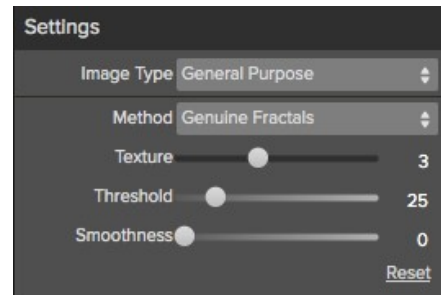 Settings
Image Type General Purpose
Method Genuine Fractals
Texture 3
Threshold 25
Smoothness 0
Reset